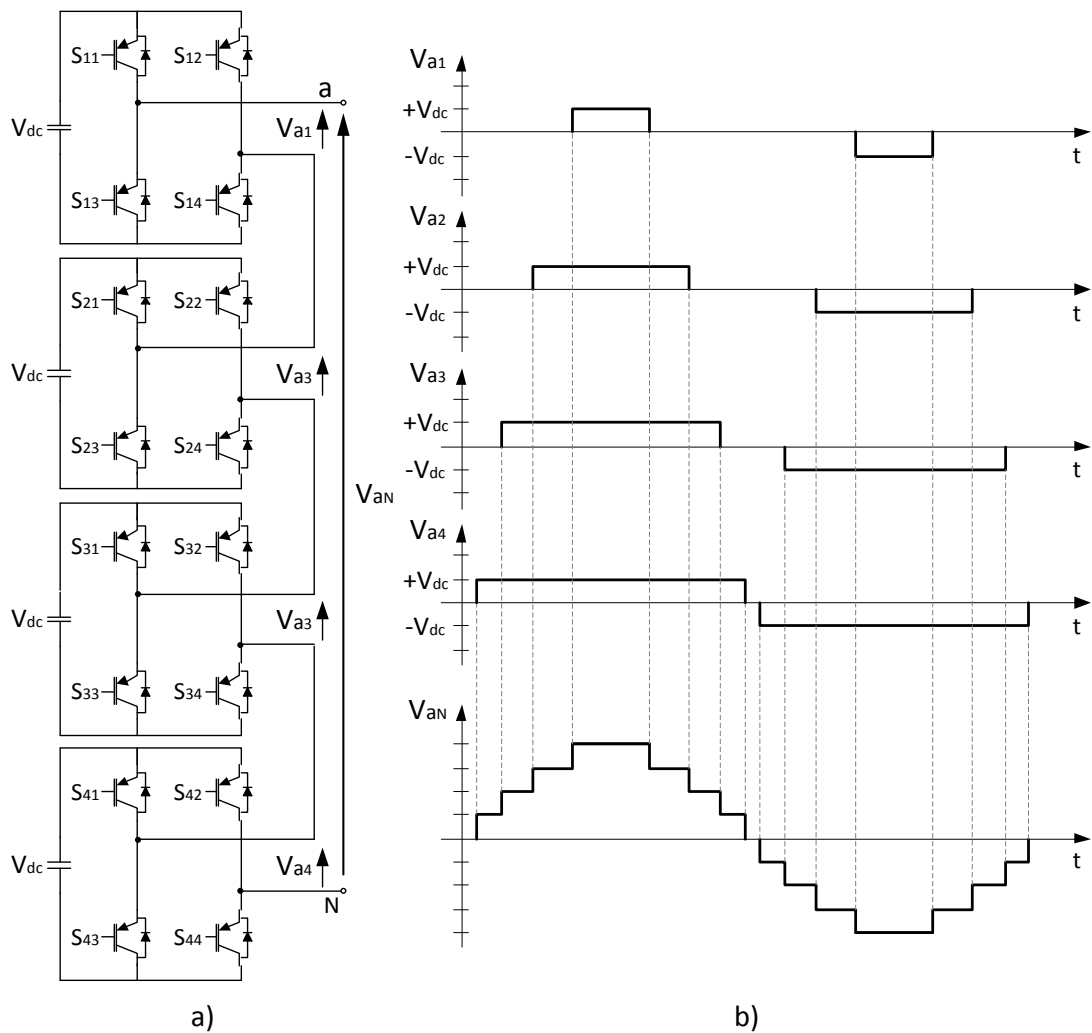 S11
S12
a
Vdc
Va1
S13
S14
S21
S22
Vdc
Va3
S23
S24
VaN
S31
S32
Vdc
Va3
S33
S34
S41
S42
Vdc
Va4
N
S43
S44
a)
Va1
+Vdc
-Vdc
t
Va2
+Vdc
-Vdc
t
Va3
+Vdc
-Vdc
t
Va4
+Vdc
-Vdc
t
VaN
t
b)